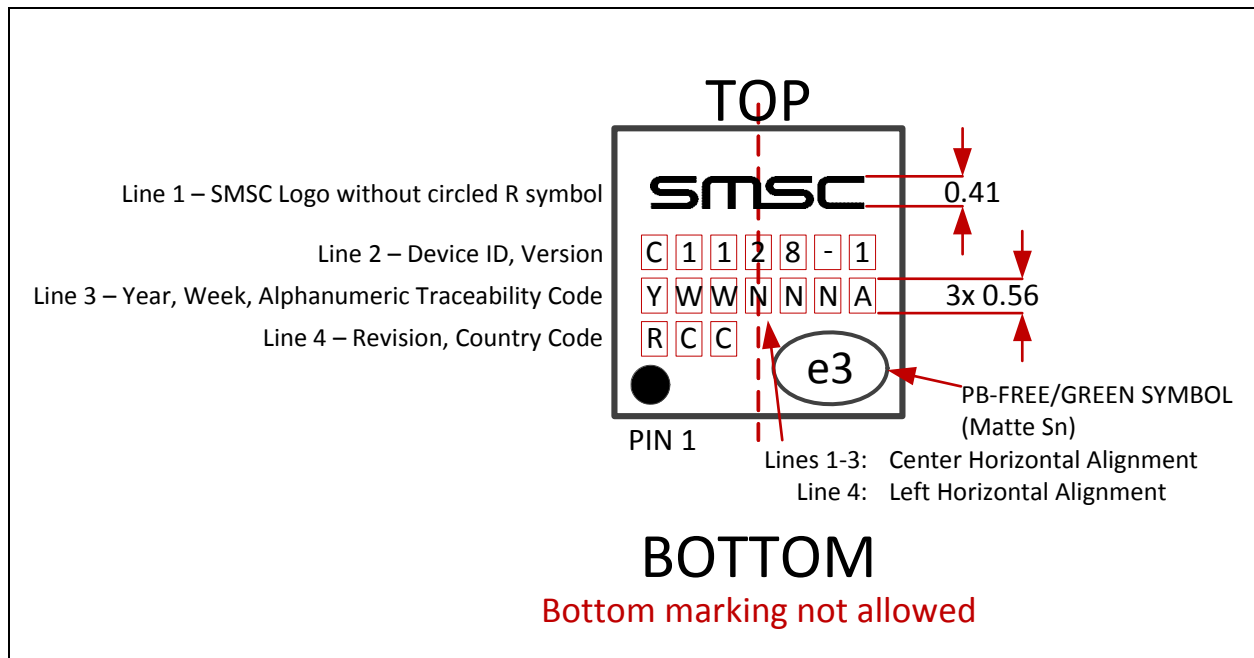 TOP
Line 1 – SMSC Logo without circled R symbol
smsc
0.41
Line 2 – Device ID, Version
C 1 1 2 8 - 1
Line 3 – Year, Week, Alphanumeric Traceability Code
Y W W N N N A
3x 0.56
Line 4 – Revision, Country Code
R C C
e3
PB-FREE/GREEN SYMBOL
(Matte Sn)
PIN 1
Lines 1-3: Center Horizontal Alignment
Line 4: Left Horizontal Alignment
BOTTOM
Bottom marking not allowed